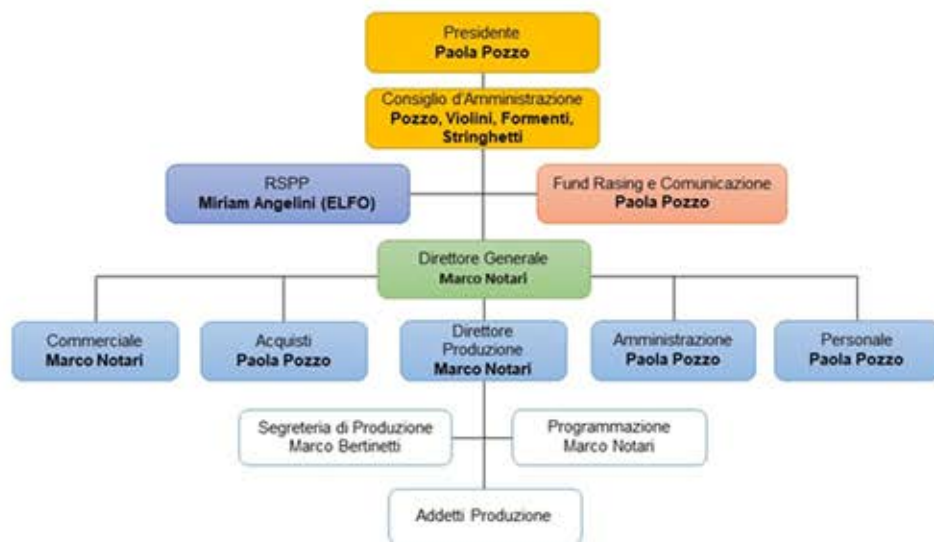 Presidente
Paola Pozzo
Consiglio d'Amministrazione
Pozzo, Violini, Formenti,
Stringhetti
RSPP
Miriam Angelini (ELFO)
Fund Rasing e Comunicazione
Paola Pozzo
Direttore Generale
Marco Notari
Commerciale
Marco Notari
Acquisti
Paola Pozzo
Direttore
Produzione
Marco Notari
Amministrazione
Paola Pozzo
Personale
Paola Pozzo
Segreteria di Produzione
Marco Bertinetti
Programmazione
Marco Notari
Addetti Produzione